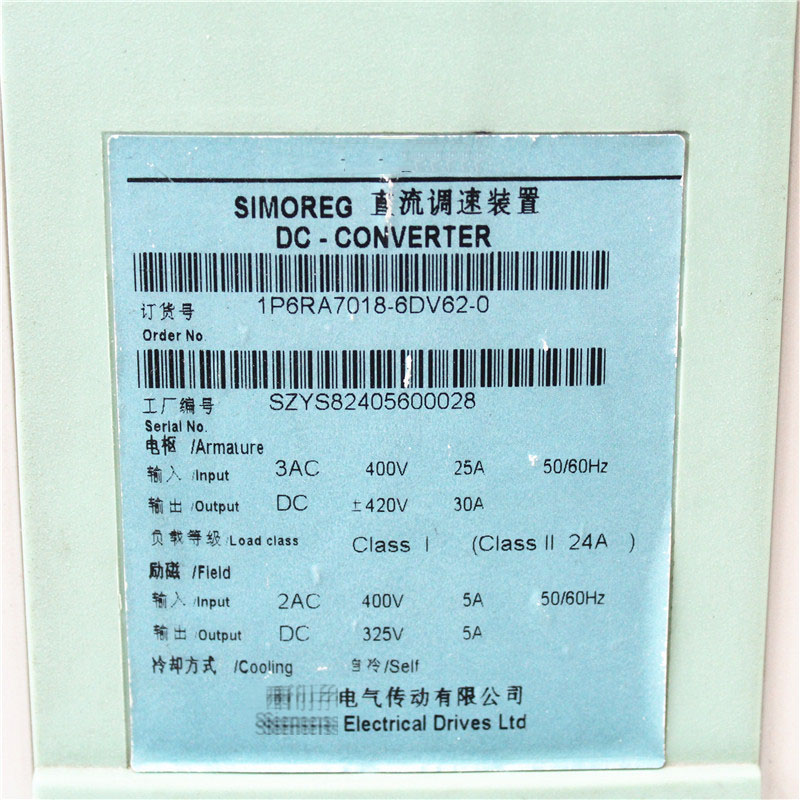 SIMOREG 直流调速装置
DC - CONVERTER
订货号 1P6RA7018-6DV62-0
Order No.
工厂编号 SZYS82405600028
Serial No.
电枢 /Armature
输入 /Input 3AC 400V 25A 50/60Hz
输出 /Output DC ±420V 30A
负载等级 /Load class Class I (Class II 24A )
励磁 /Field
输入 /Input 2AC 400V 5A 50/60Hz
输出 /Output DC 325V 5A
冷却方式 /Cooling 自冷/Self
电气传动有限公司
Electrical Drives Ltd